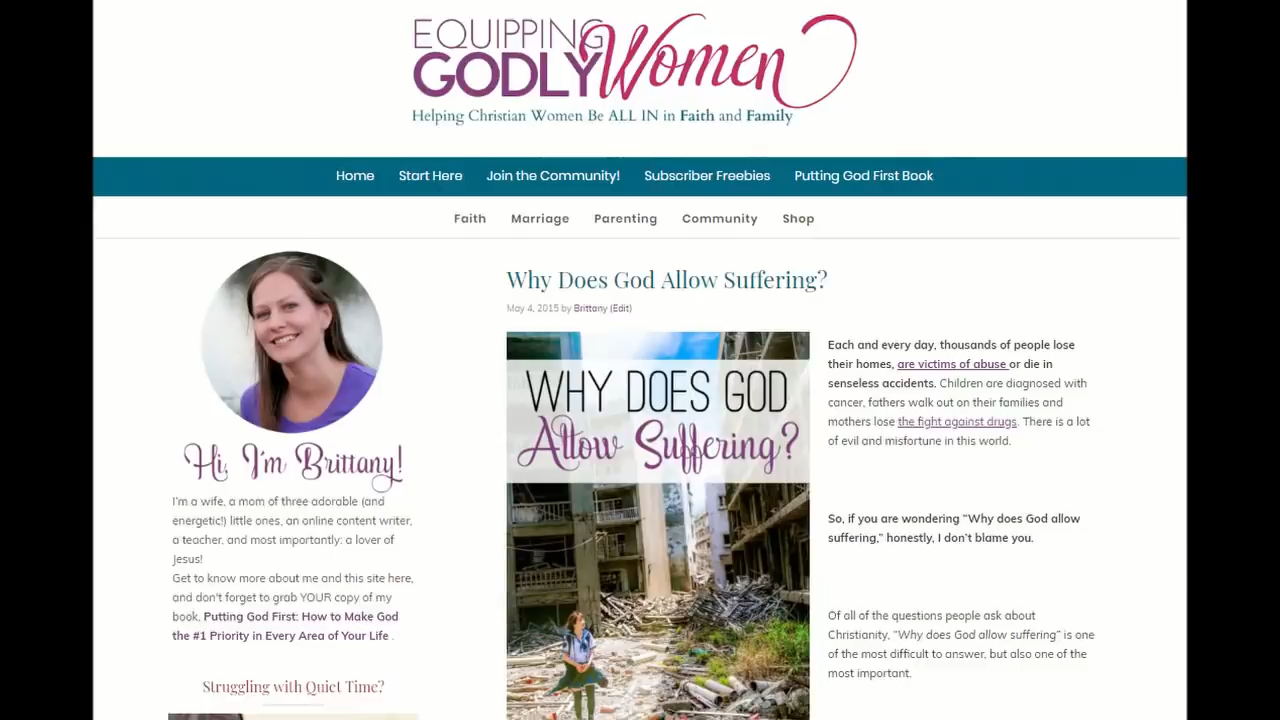 EQUIPPING
GODLY Women
Helping Christian Women Be ALL IN in Faith and Family
Home Start Here Join the Community! Subscriber Freebies Putting God First Book
Faith Marriage Parenting Community Shop
Hi, I'm Brittany!
I'm a wife, a mom of three adorable (and
energetic!) little ones, an online content writer,
a teacher, and most importantly: a lover of
Jesus!
Get to know more about me and this site here,
and don't forget to grab YOUR copy of my
book, Putting God First: How to Make God
the #1 Priority in Every Area of Your Life .
Struggling with Quiet Time?
Why Does God Allow Suffering?
May 4, 2015 by Brittany (Edit)
WHY DOES GOD
Allow Suffering?
Each and every day, thousands of people lose
their homes, are victims of abuse or die in
senseless accidents. Children are diagnosed with
cancer, fathers walk out on their families and
mothers lose the fight against drugs. There is a lot
of evil and misfortune in this world.
So, if you are wondering "Why does God allow
suffering," honestly, I don't blame you.
Of all of the questions people ask about
Christianity, "Why does God allow suffering" is one
of the most difficult to answer, but also one of the
most important.